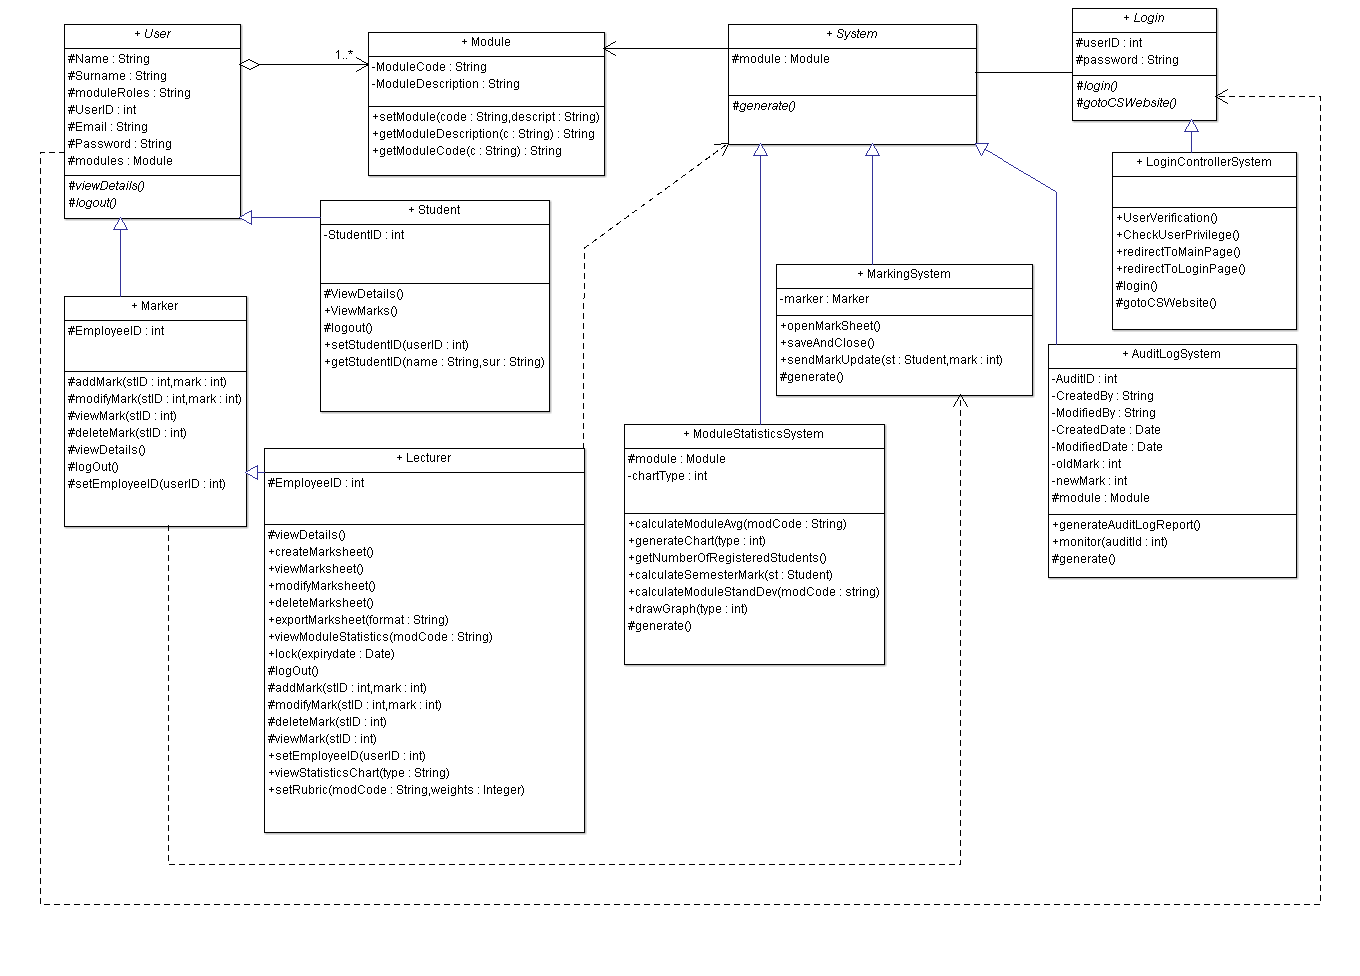 + User
#Name : String
#Surname : String
#moduleRoles : String
#UserID : int
#Email : String
#Password : String
#modules : Module
#viewDetails()
#logout()
1..*
+ Module
-ModuleCode : String
-ModuleDescription : String
+setModule(code : String,descript : String)
+getModuleDescription(c : String) : String
+getModuleCode(c : String) : String
+ System
#module : Module
#generate()
+ Login
#userID : int
#password : String
#login()
#gotoCSWebsite()
+ LoginControllerSystem
+UserVerification()
+CheckUserPrivilege()
+redirectToMainPage()
+redirectToLoginPage()
#login()
#gotoCSWebsite()
+ Student
-StudentID : int
#ViewDetails()
+ViewMarks()
#logout()
+setStudentID(userID : int)
+getStudentID(name : String,sur : String)
+ Marker
#EmployeeID : int
#addMark(stID : int,mark : int)
#modifyMark(stID : int,mark : int)
#viewMark(stID : int)
#deleteMark(stID : int)
#viewDetails()
#logOut()
#setEmployeeID(userID : int)
+ MarkingSystem
-marker : Marker
+openMarkSheet()
+saveAndClose()
+sendMarkUpdate(st : Student,mark : int)
#generate()
+ AuditLogSystem
-AuditID : int
-CreatedBy : String
-ModifiedBy : String
-CreatedDate : Date
-ModifiedDate : Date
-oldMark : int
-newMark : int
#module : Module
+generateAuditLogReport()
+monitor(auditId : int)
#generate()
+ Lecturer
#EmployeeID : int
#viewDetails()
+createMarksheet()
+viewMarksheet()
+modifyMarksheet()
+deleteMarksheet()
+exportMarksheet(format : String)
+viewModuleStatistics(modCode : String)
+lock(expirydate : Date)
#logOut()
#addMark(stID : int,mark : int)
#modifyMark(stID : int,mark : int)
#deleteMark(stID : int)
#viewMark(stID : int)
+setEmployeeID(userID : int)
+viewStatisticsChart(type : String)
+setRubric(modCode : String,weights : Integer)
+ ModuleStatisticsSystem
#module : Module
-chartType : int
+calculateModuleAvg(modCode : String)
+generateChart(type : int)
+getNumberOfRegisteredStudents()
+calculateSemesterMark(st : Student)
+calculateModuleStandDev(modCode : string)
+drawGraph(type : int)
#generate()